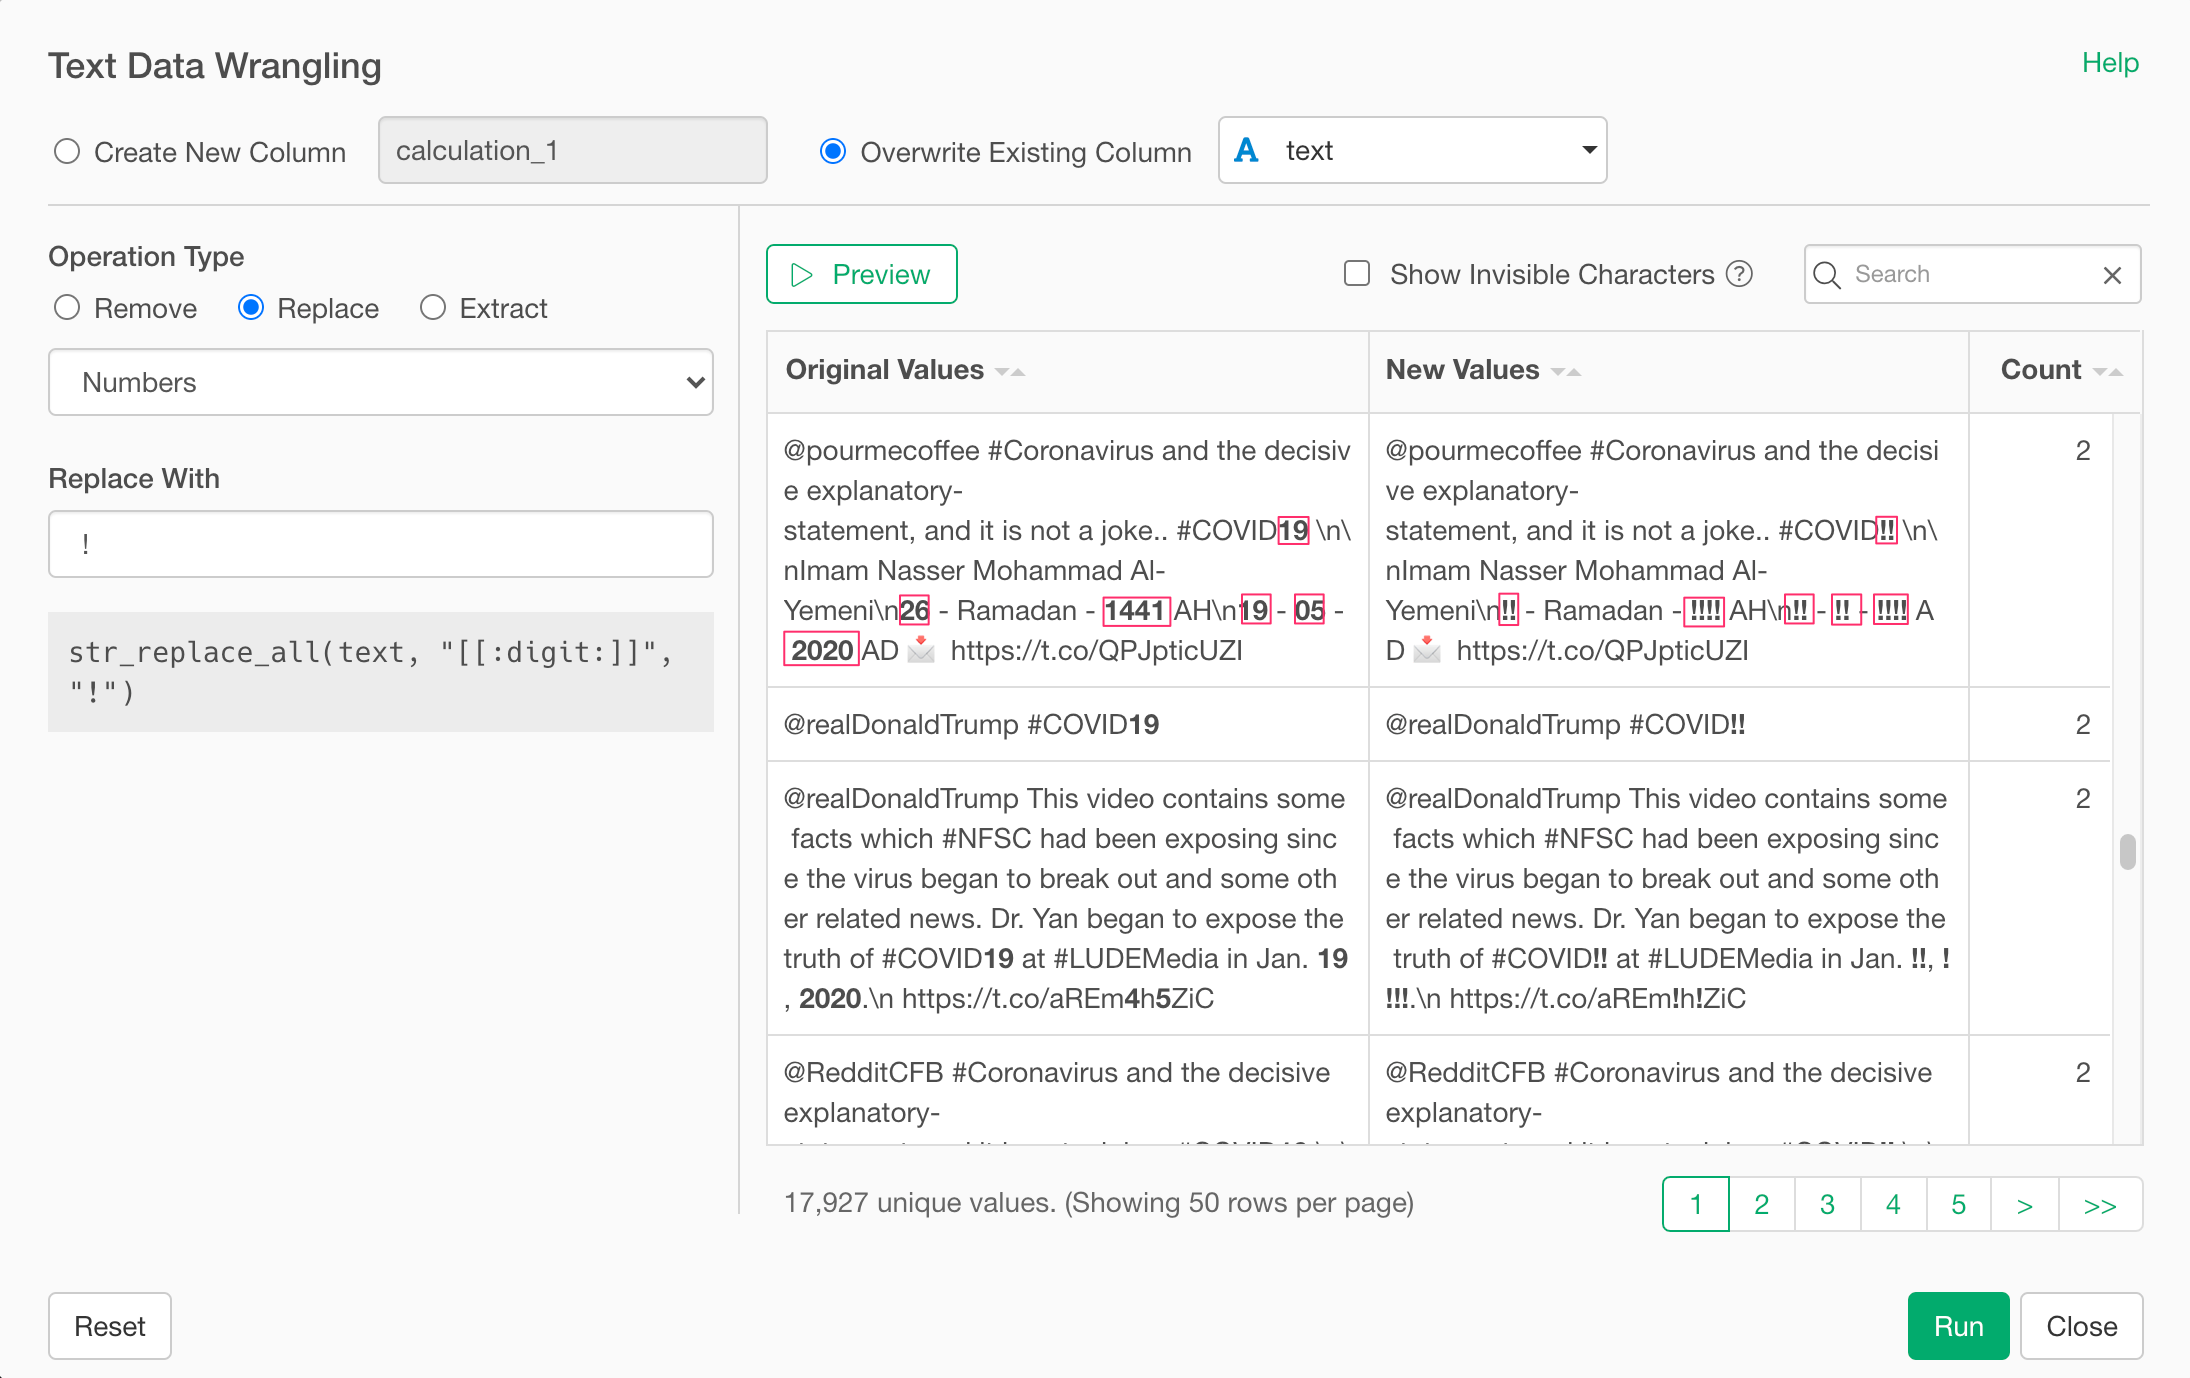 Text Data Wrangling
Help
Create New Column
calculation_1
Overwrite Existing Column
A text
Operation Type
Remove
Replace
Extract
Numbers
Replace With
!
str_replace_all(text, "[[:digit:]]",
"!")
Preview
Show Invisible Characters ?
Search
Original Values
New Values
Count
@pourmecoffee #Coronavirus and the decisiv
e explanatory-
statement, and it is not a joke.. #COVID19 \n\
nImam Nasser Mohammad Al-
Yemeni\n26 - Ramadan - 1441 AH\n19 - 05 -
2020 AD 📩 https://t.co/QPJpticUZI
@pourmecoffee #Coronavirus and the decisi
ve explanatory-
statement, and it is not a joke.. #COVID!! \n\
nImam Nasser Mohammad Al-
Yemeni\n!! - Ramadan - !!!! AH\n!! - !! - !!!! A
D 📩 https://t.co/QPJpticUZI
2
@realDonaldTrump #COVID19
@realDonaldTrump #COVID!!
2
@realDonaldTrump This video contains some
facts which #NFSC had been exposing sinc
e the virus began to break out and some oth
er related news. Dr. Yan began to expose the
truth of #COVID19 at #LUDEMedia in Jan. 19
, 2020.\n https://t.co/aREm4h5ZiC
@realDonaldTrump This video contains some
facts which #NFSC had been exposing sinc
e the virus began to break out and some oth
er related news. Dr. Yan began to expose the
truth of #COVID!! at #LUDEMedia in Jan. !!, !
!!!.\n https://t.co/aREm!h!ZiC
2
@RedditCFB #Coronavirus and the decisive
explanatory-
@RedditCFB #Coronavirus and the decisive
explanatory-
2
17,927 unique values. (Showing 50 rows per page)
1 2 3 4 5 > >>
Reset
Run
Close